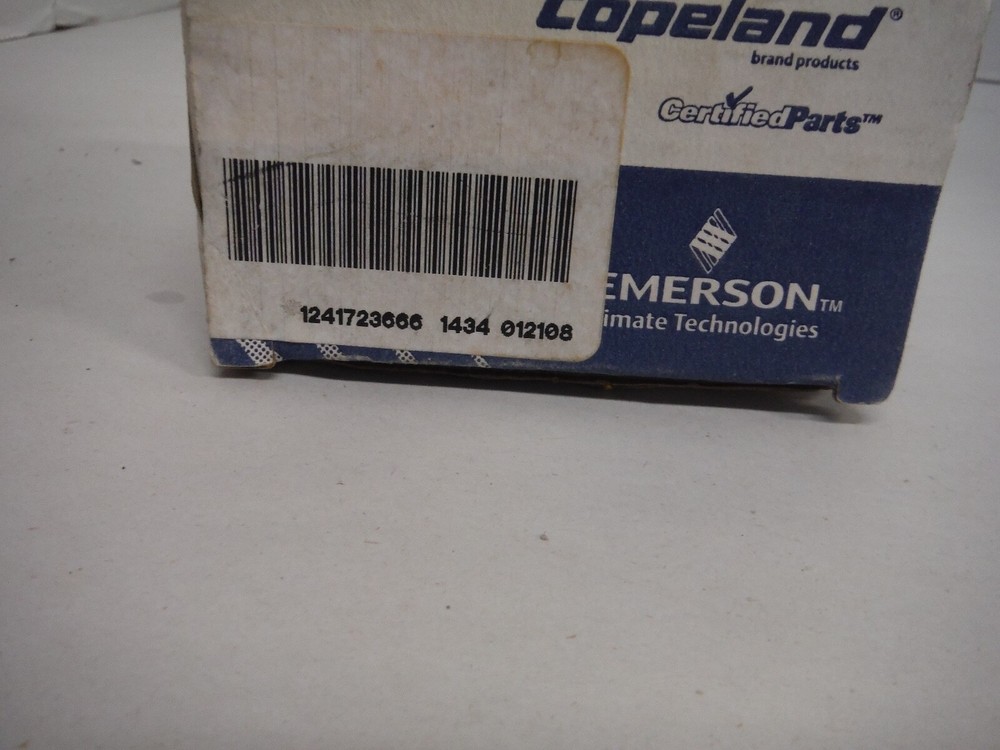 Copeland®
brand products
CertifiedParts™
EMERSON™
imate Technologies
1241723666 1434 012108